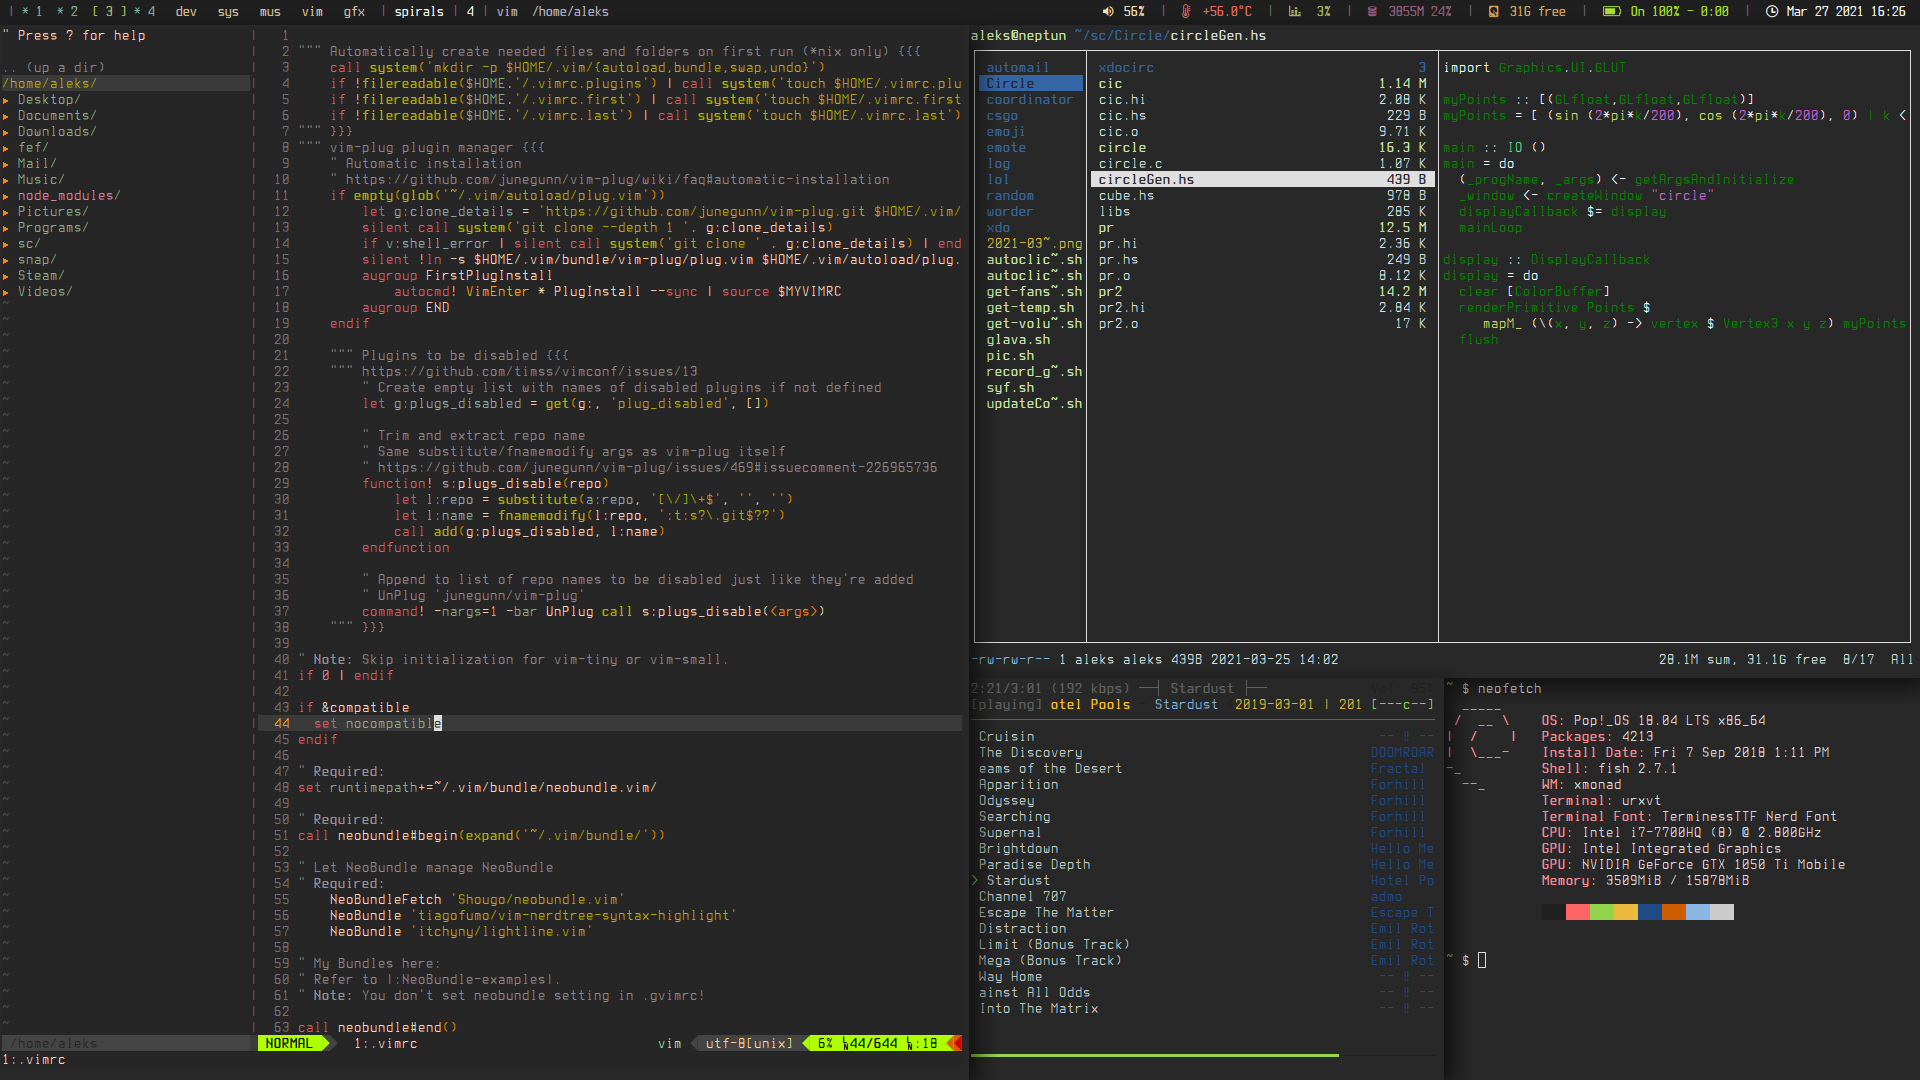 | * 1  * 2  [ 3 ] * 4  dev  sys  mus  vim  gfx  | spirals | 4 | vim  /home/aleks
56% | +56.0°C | 3% | 3855M 24% | 31G free | On 100% - 0:00 | Mar 27 2021 16:26
" Press ? for help
.. (up a dir)
/home/aleks/
▸ Desktop/
▸ Documents/
▸ Downloads/
▸ fef/
▸ Mail/
▸ Music/
▸ node_modules/
▸ Pictures/
▸ Programs/
▸ sc/
▸ snap/
▸ Steam/
▸ Videos/
/home/aleks
1
2 """ Automatically create needed files and folders on first run (*nix only) {{{
3     call system('mkdir -p $HOME/.vim/{autoload,bundle,swap,undo}')
4     if !filereadable($HOME.'/.vimrc.plugins') | call system('touch $HOME/.vimrc.plu
5     if !filereadable($HOME.'/.vimrc.first') | call system('touch $HOME/.vimrc.first
6     if !filereadable($HOME.'/.vimrc.last') | call system('touch $HOME/.vimrc.last')
7 """ }}}
8 """ vim-plug plugin manager {{{
9     " Automatic installation
10     " https://github.com/junegunn/vim-plug/wiki/faq#automatic-installation
11     if empty(glob('~/.vim/autoload/plug.vim'))
12         let g:clone_details = 'https://github.com/junegunn/vim-plug.git $HOME/.vim/
13         silent call system('git clone --depth 1 '. g:clone_details)
14         if v:shell_error | silent call system('git clone ' . g:clone_details) | end
15         silent !ln -s $HOME/.vim/bundle/vim-plug/plug.vim $HOME/.vim/autoload/plug.
16         augroup FirstPlugInstall
17             autocmd! VimEnter * PlugInstall --sync | source $MYVIMRC
18         augroup END
19     endif
20
21     """ Plugins to be disabled {{{
22     """ https://github.com/timss/vimconf/issues/13
23         " Create empty list with names of disabled plugins if not defined
24         let g:plugs_disabled = get(g:, 'plug_disabled', [])
25
26         " Trim and extract repo name
27         " Same substitute/fnamemodify args as vim-plug itself
28         " https://github.com/junegunn/vim-plug/issues/469#issuecomment-226965736
29         function! s:plugs_disable(repo)
30             let l:repo = substitute(a:repo, '[\/]\+$', '', '')
31             let l:name = fnamemodify(l:repo, ':t:s?\.git$??')
32             call add(g:plugs_disabled, l:name)
33         endfunction
34
35         " Append to list of repo names to be disabled just like they're added
36         " UnPlug 'junegunn/vim-plug'
37         command! -nargs=1 -bar UnPlug call s:plugs_disable(<args>)
38     """ }}}
39
40 " Note: Skip initialization for vim-tiny or vim-small.
41 if 0 | endif
42
43 if &compatible
44   set nocompatible
45 endif
46
47 " Required:
48 set runtimepath+=~/.vim/bundle/neobundle.vim/
49
50 " Required:
51 call neobundle#begin(expand('~/.vim/bundle/'))
52
53 " Let NeoBundle manage NeoBundle
54 " Required:
55     NeoBundleFetch 'Shougo/neobundle.vim'
56     NeoBundle 'tiagofumo/vim-nerdtree-syntax-highlight'
57     NeoBundle 'itchyny/lightline.vim'
58
59 " My Bundles here:
60 " Refer to |:NeoBundle-examples|.
61 " Note: You don't set neobundle setting in .gvimrc!
62
63 call neobundle#end()
NORMAL  1:.vimrc  vim  utf-8[unix]  6% 44/644 :18
1:.vimrc
aleks@neptun ~/sc/Circle/circleGen.hs
automail
Circle
coordinator
csgo
emoji
emote
log
lol
random
worder
xdo
2021-03~.png
autoclic~.sh
autoclic~.sh
get-fans~.sh
get-temp.sh
get-volu~.sh
glava.sh
pic.sh
record_g~.sh
syf.sh
updateCo~.sh
xdocirc 3
cic 1.14 M
cic.hi 2.08 K
cic.hs 229 B
cic.o 9.71 K
circle 16.3 K
circle.c 1.07 K
circleGen.hs 439 B
cube.hs 978 B
libs 285 K
pr 12.5 M
pr.hi 2.36 K
pr.hs 249 B
pr.o 8.12 K
pr2 14.2 M
pr2.hi 2.84 K
pr2.o 17 K
import Graphics.UI.GLUT
myPoints :: [(GLfloat,GLfloat,GLfloat)]
myPoints = [ (sin (2*pi*k/200), cos (2*pi*k/200), 0) | k <
main :: IO ()
main = do
  (_progName, _args) <- getArgsAndInitialize
  _window <- createWindow "circle"
  displayCallback $= display
  mainLoop
display :: DisplayCallback
display = do
  clear [ColorBuffer]
  renderPrimitive Points $
     mapM_ (\(x, y, z) -> vertex $ Vertex3 x y z) myPoints
  flush
-rw-rw-r-- 1 aleks aleks 439B 2021-03-25 14:02  28.1M sum, 31.1G free  8/17  All
2:21/3:01 (192 kbps) ──┤ Stardust ├──
[playing] otel Pools - Stardust  2019-03-01 | 201 [---c--]
Cruisin -- ‼ --
The Discovery DOOMROAR
eams of the Desert Fractal
Apparition Forhill
Odyssey Forhill
Searching Forhill
Supernal Forhill
Brightdown Hello Me
Paradise Depth Hello Me
> Stardust Hotel Po
Channel 707 admo
Escape The Matter Escape T
Distraction Emil Rot
Limit (Bonus Track) Emil Rot
Mega (Bonus Track) Emil Rot
Way Home -- ‼ --
ainst All Odds -- ‼ --
Into The Matrix -- ‼ --
~ $ neofetch
OS: Pop!_OS 18.04 LTS x86_64
Packages: 4213
Install Date: Fri 7 Sep 2018 1:11 PM
Shell: fish 2.7.1
WM: xmonad
Terminal: urxvt
Terminal Font: TerminessTTF Nerd Font
CPU: Intel i7-7700HQ (8) @ 2.800GHz
GPU: Intel Integrated Graphics
GPU: NVIDIA GeForce GTX 1050 Ti Mobile
Memory: 3509MiB / 15878MiB
~ $